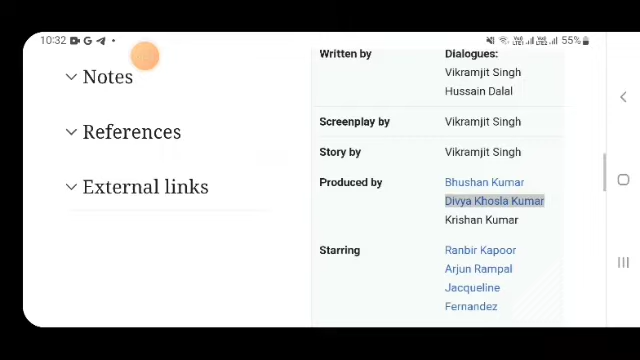 10:32 55%
Notes
References
External links
Written by Dialogues:
Vikramjit Singh
Hussain Dalal
Screenplay by Vikramjit Singh
Story by Vikramjit Singh
Produced by Bhushan Kumar
Divya Khosla Kumar
Krishan Kumar
Starring Ranbir Kapoor
Arjun Rampal
Jacqueline
Fernandez